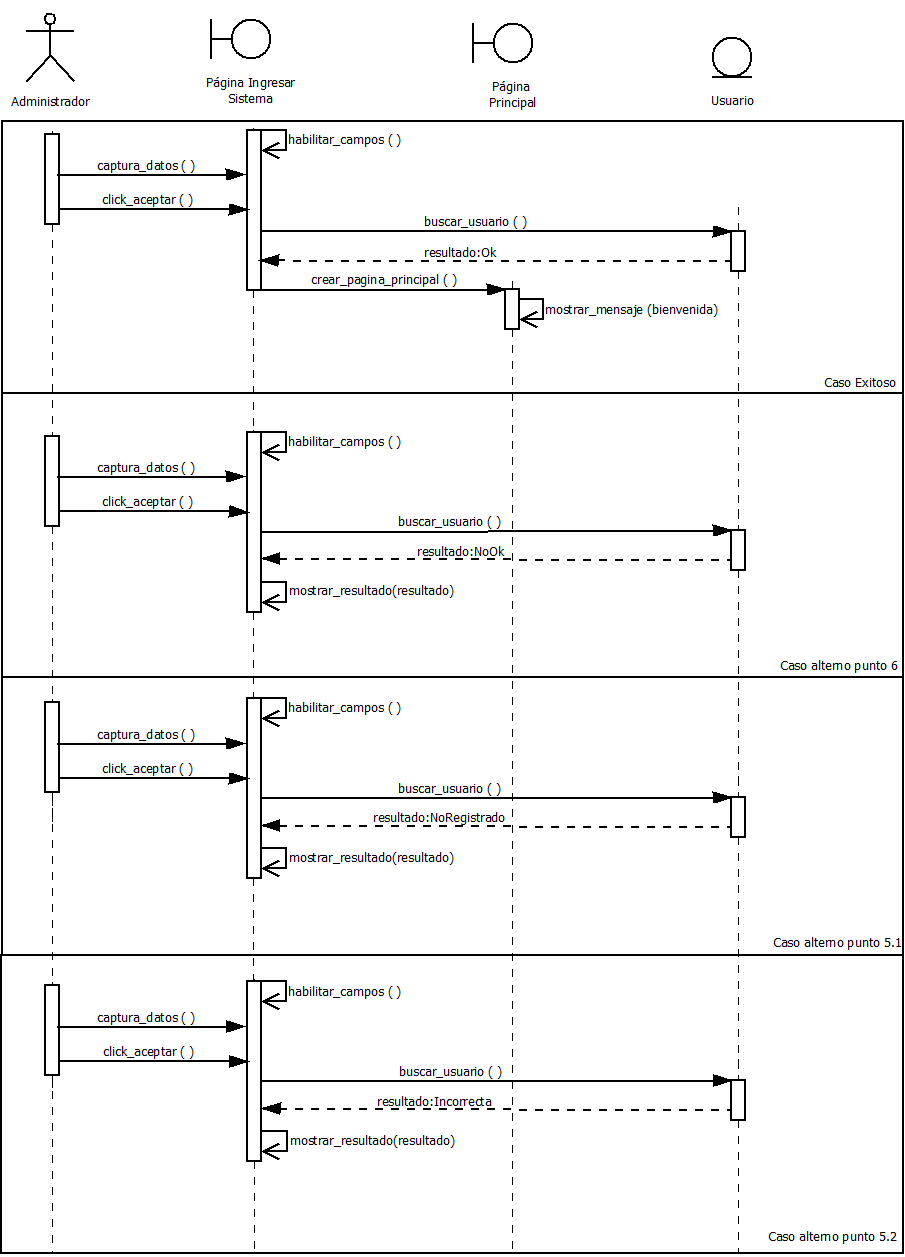 Administrador
Página Ingresar
Sistema
Página
Principal
Usuario
habilitar_campos ( )
captura_datos ( )
click_aceptar ( )
buscar_usuario ( )
resultado:Ok
crear_pagina_principal ( )
mostrar_mensaje (bienvenida)
Caso Exitoso
habilitar_campos ( )
captura_datos ( )
click_aceptar ( )
buscar_usuario ( )
resultado:NoOk
mostrar_resultado(resultado)
Caso alterno punto 6
habilitar_campos ( )
captura_datos ( )
click_aceptar ( )
buscar_usuario ( )
resultado:NoRegistrado
mostrar_resultado(resultado)
Caso alterno punto 5.1
habilitar_campos ( )
captura_datos ( )
click_aceptar ( )
buscar_usuario ( )
resultado:Incorrecta
mostrar_resultado(resultado)
Caso alterno punto 5.2